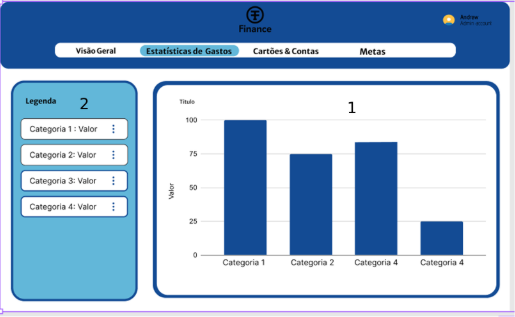 Finance
Andrew
Admin account
Visão Geral
Estatísticas de Gastos
Cartões & Contas
Metas
Legenda
2
Categoria 1 : Valor
Categoria 2: Valor
Categoria 3: Valor
Categoria 4: Valor
Título
1
100
75
50
25
0
Valor
Categoria 1
Categoria 2
Categoria 4
Categoria 4